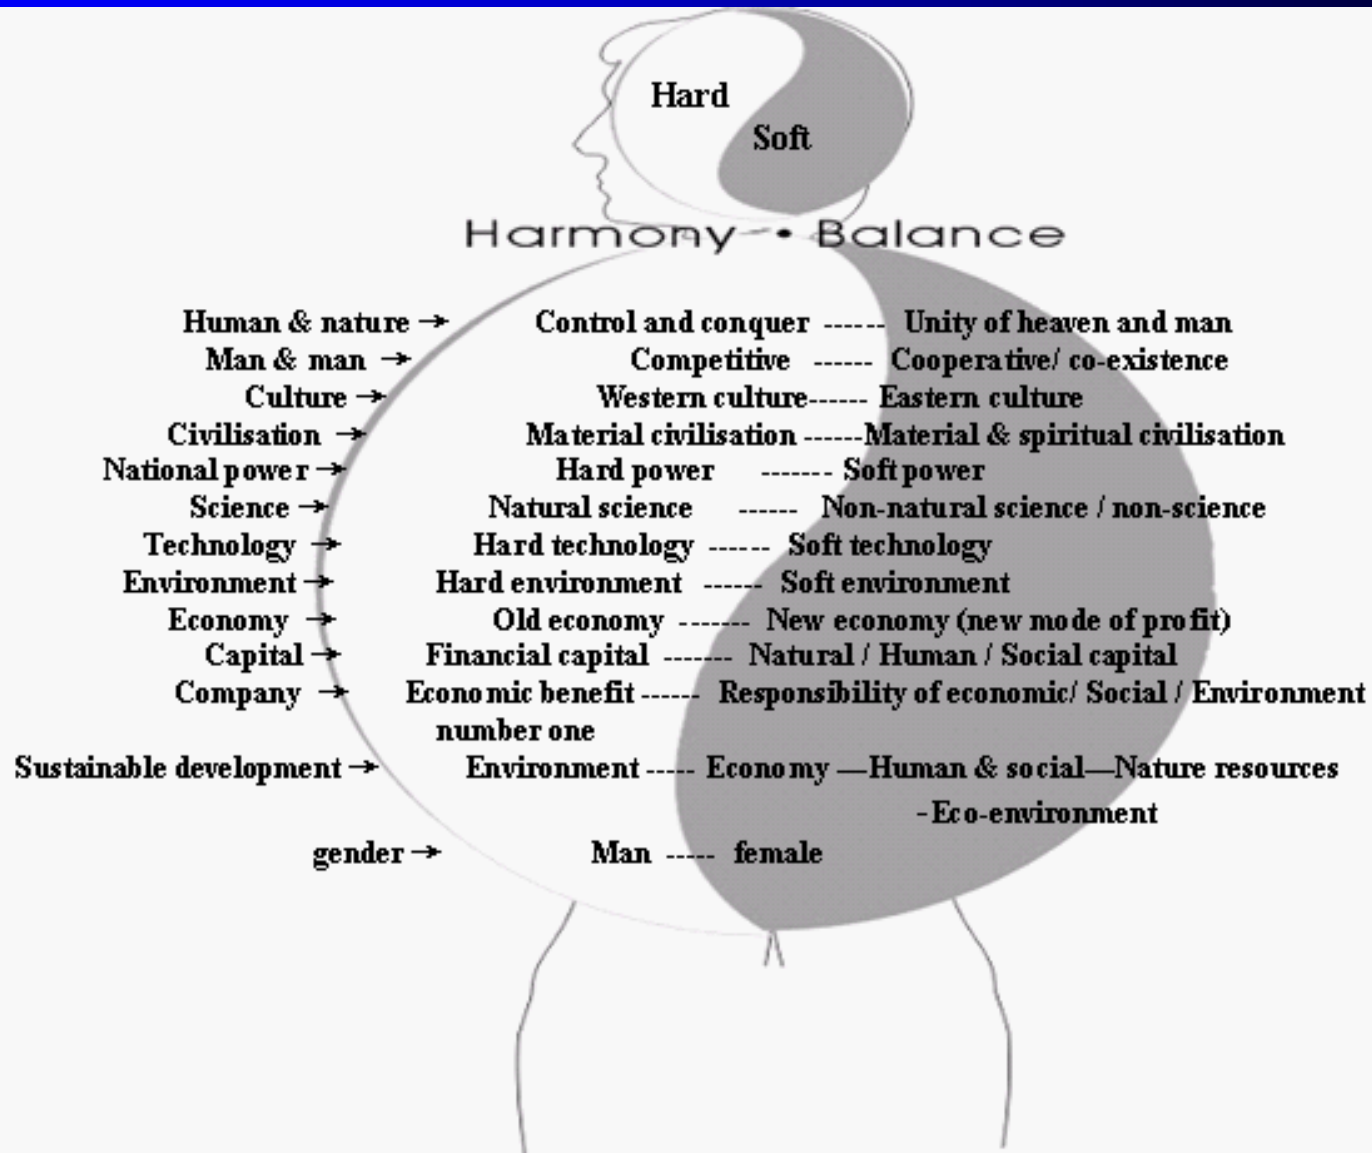 Hard
Soft
Harmony • Balance
Human & nature → Control and conquer ------ Unity of heaven and man
Man & man → Competitive ------ Cooperative/ co-existence
Culture → Western culture------ Eastern culture
Civilisation → Material civilisation ------Material & spiritual civilisation
National power → Hard power ------- Soft power
Science → Natural science ------ Non-natural science / non-science
Technology → Hard technology ------ Soft technology
Environment → Hard environment ------ Soft environment
Economy → Old economy ------- New economy (new mode of profit)
Capital → Financial capital ------- Natural / Human / Social capital
Company → Economic benefit ------ Responsibility of economic/ Social / Environment
number one
Sustainable development → Environment ----- Economy —Human & social—Nature resources
-Eco-environment
gender → Man ----- female